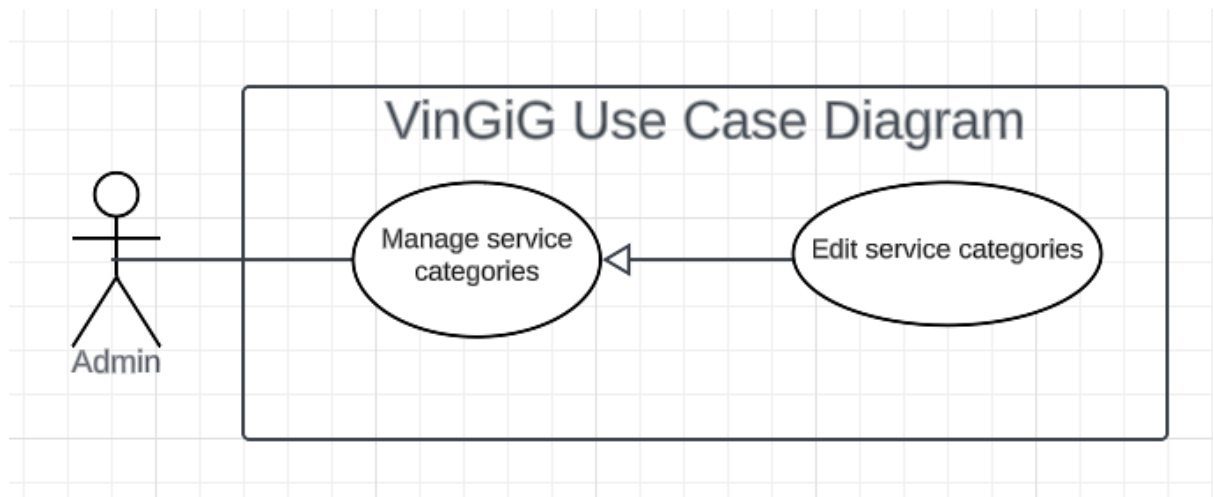 VinGiG Use Case Diagram
Manage service
categories
Edit service categories
Admin